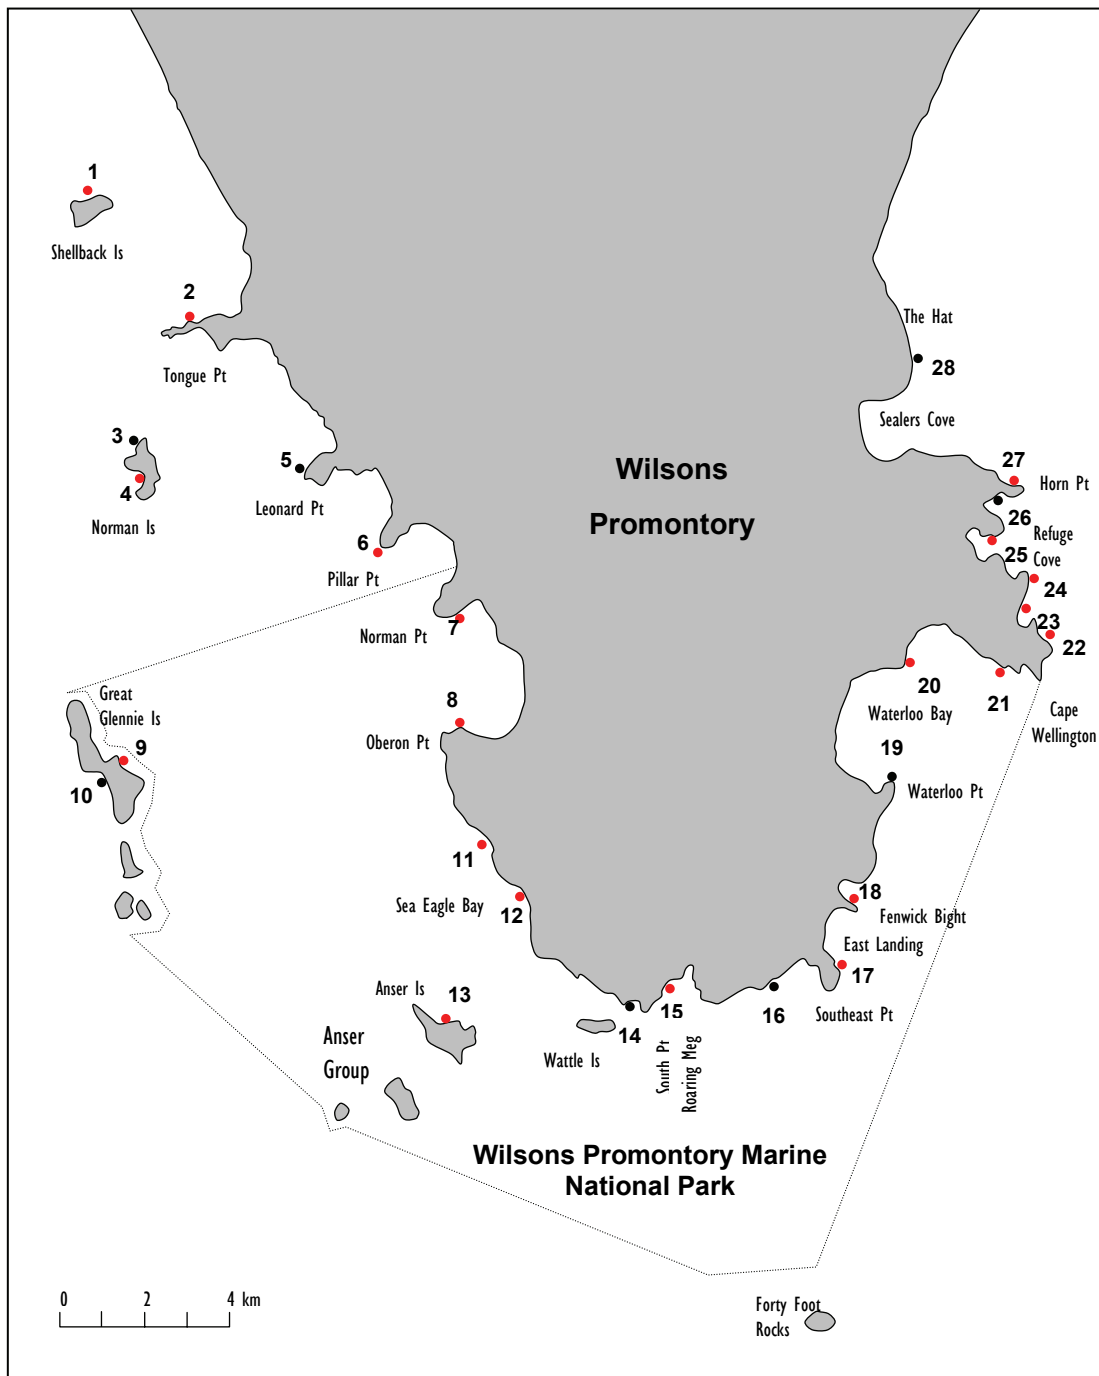 1
Shellback Is
2
Tongue Pt
The Hat
28
Sealers Cove
3
4
Norman Is
5
Leonard Pt
Wilsons
Promontory
27
Horn Pt
26
Refuge
Cove
25
6
Pillar Pt
24
7
Norman Pt
23
22
20
Waterloo Bay
21
Cape
Wellington
Great
Glennie Is
9
10
8
Oberon Pt
19
Waterloo Pt
11
Sea Eagle Bay
12
18
Fenwick Bight
East Landing
17
Southeast Pt
Anser Is
13
Anser
Group
Wattle Is
14
15
South Pt
Roaring Meg
16
Wilsons Promontory Marine
National Park
0 2 4 km
Forty Foot
Rocks